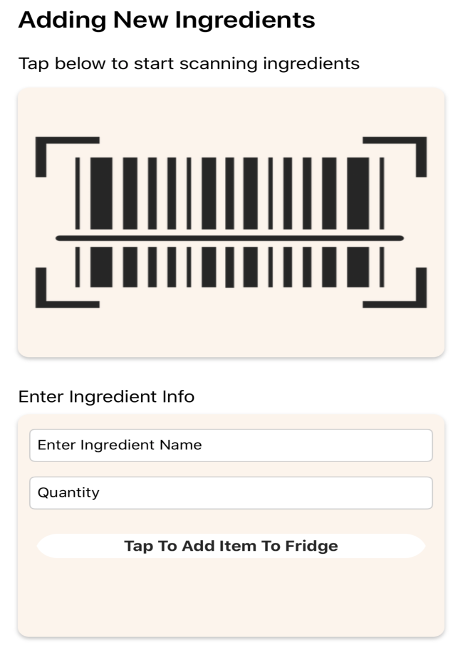 Adding New Ingredients
Tap below to start scanning ingredients
Enter Ingredient Info
Enter Ingredient Name
Quantity
Tap To Add Item To Fridge